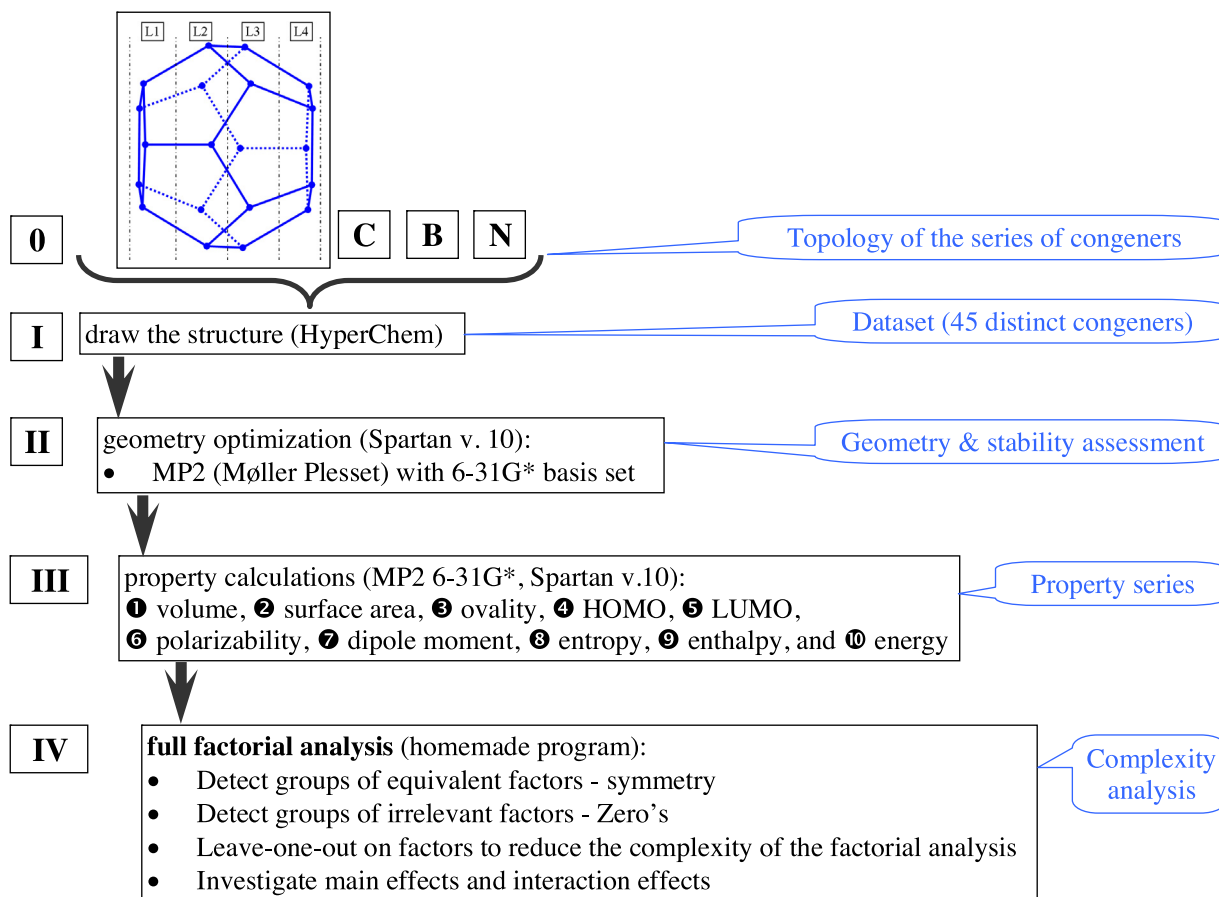 L1 L2 L3 L4
0
C B N
Topology of the series of congeners
I
draw the structure (HyperChem)
Dataset (45 distinct congeners)
II
geometry optimization (Spartan v. 10):
• MP2 (Møller Plesset) with 6-31G* basis set
Geometry & stability assessment
III
property calculations (MP2 6-31G*, Spartan v.10):
❶ volume, ❷ surface area, ❸ ovality, ❹ HOMO, ❺ LUMO,
❻ polarizability, ❼ dipole moment, ❽ entropy, ❾ enthalpy, and ❿ energy
Property series
IV
full factorial analysis (homemade program):
• Detect groups of equivalent factors - symmetry
• Detect groups of irrelevant factors - Zero's
• Leave-one-out on factors to reduce the complexity of the factorial analysis
• Investigate main effects and interaction effects
Complexity
analysis